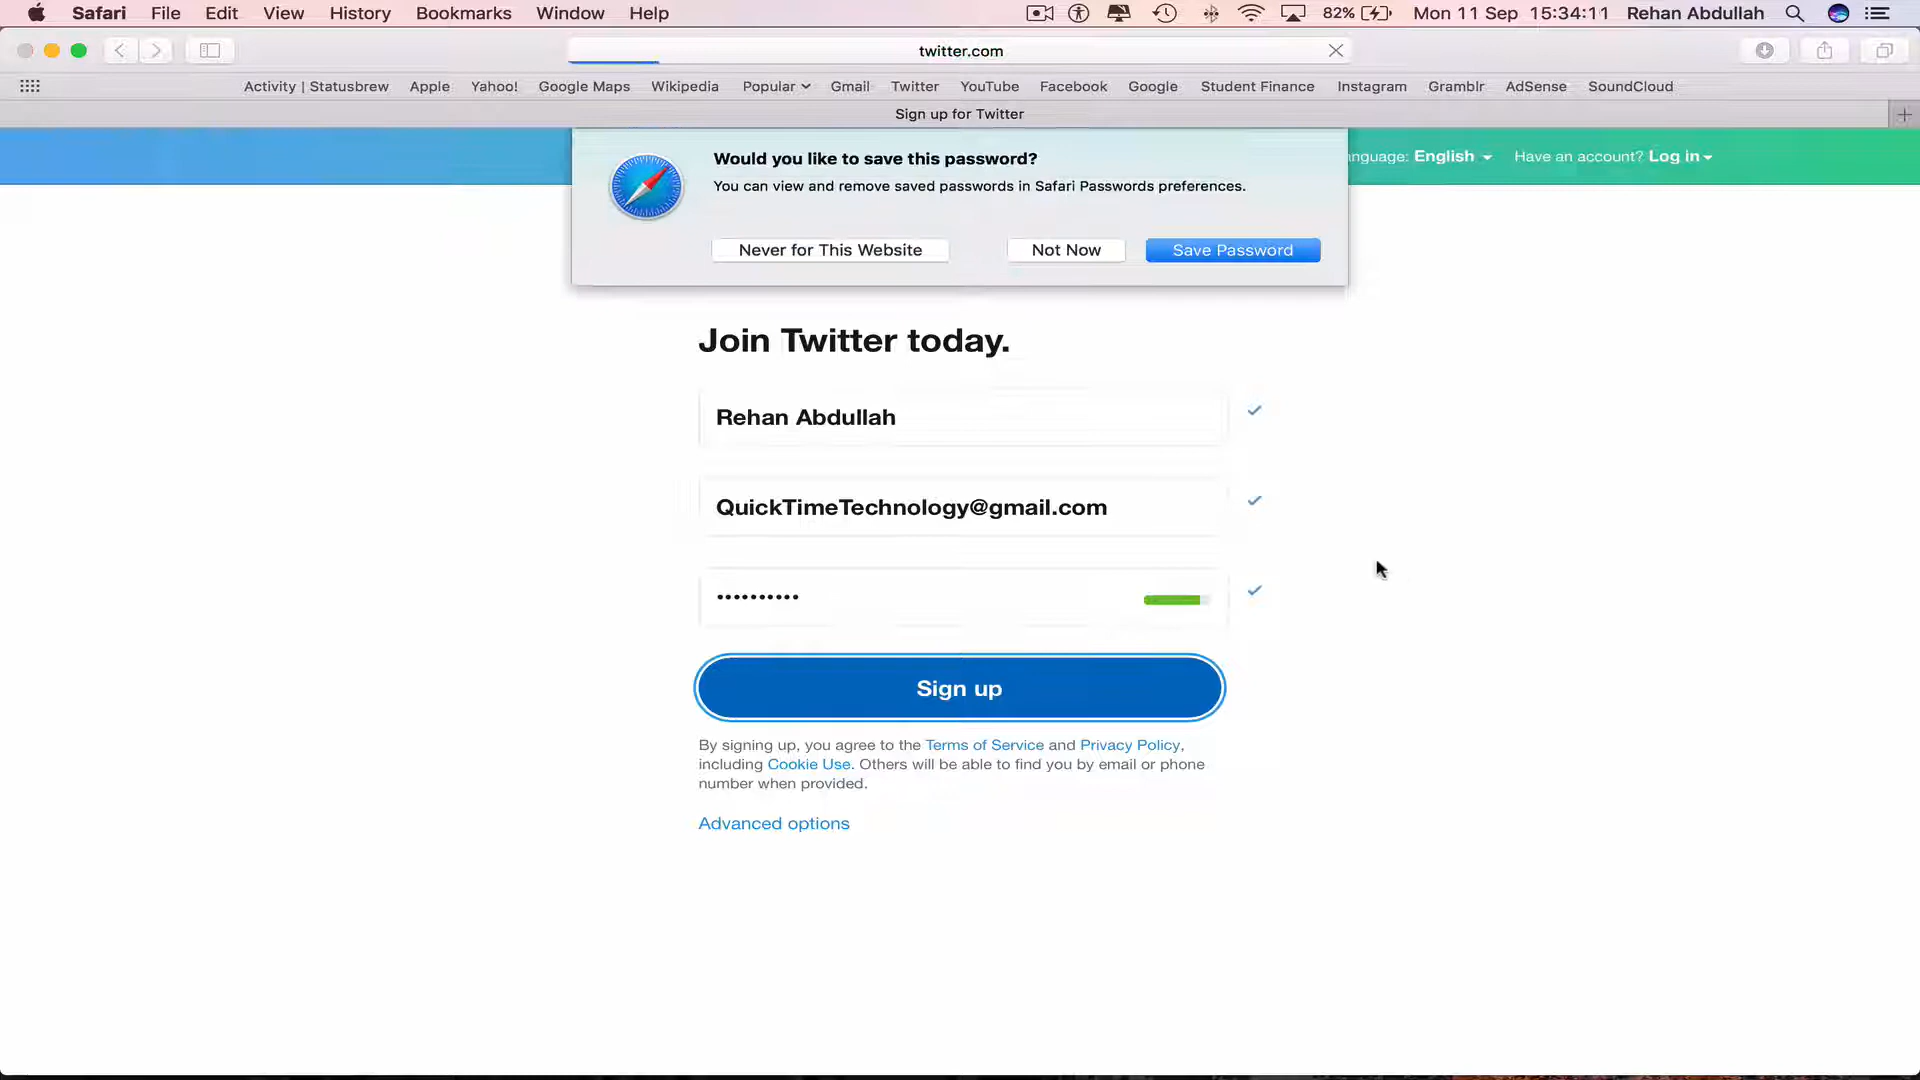 Safari File Edit View History Bookmarks Window Help 82% Mon 11 Sep 15:34:11 Rehan Abdullah
twitter.com
Activity | Statusbrew Apple Yahoo! Google Maps Wikipedia Popular Gmail Twitter YouTube Facebook Google Student Finance Instagram Gramblr AdSense SoundCloud
Sign up for Twitter
Would you like to save this password?
You can view and remove saved passwords in Safari Passwords preferences.
Never for This Website Not Now Save Password
nguage: English Have an account? Log in
Join Twitter today.
Rehan Abdullah
QuickTimeTechnology@gmail.com
••••••••••
Sign up
By signing up, you agree to the Terms of Service and Privacy Policy,
including Cookie Use. Others will be able to find you by email or phone
number when provided.
Advanced options